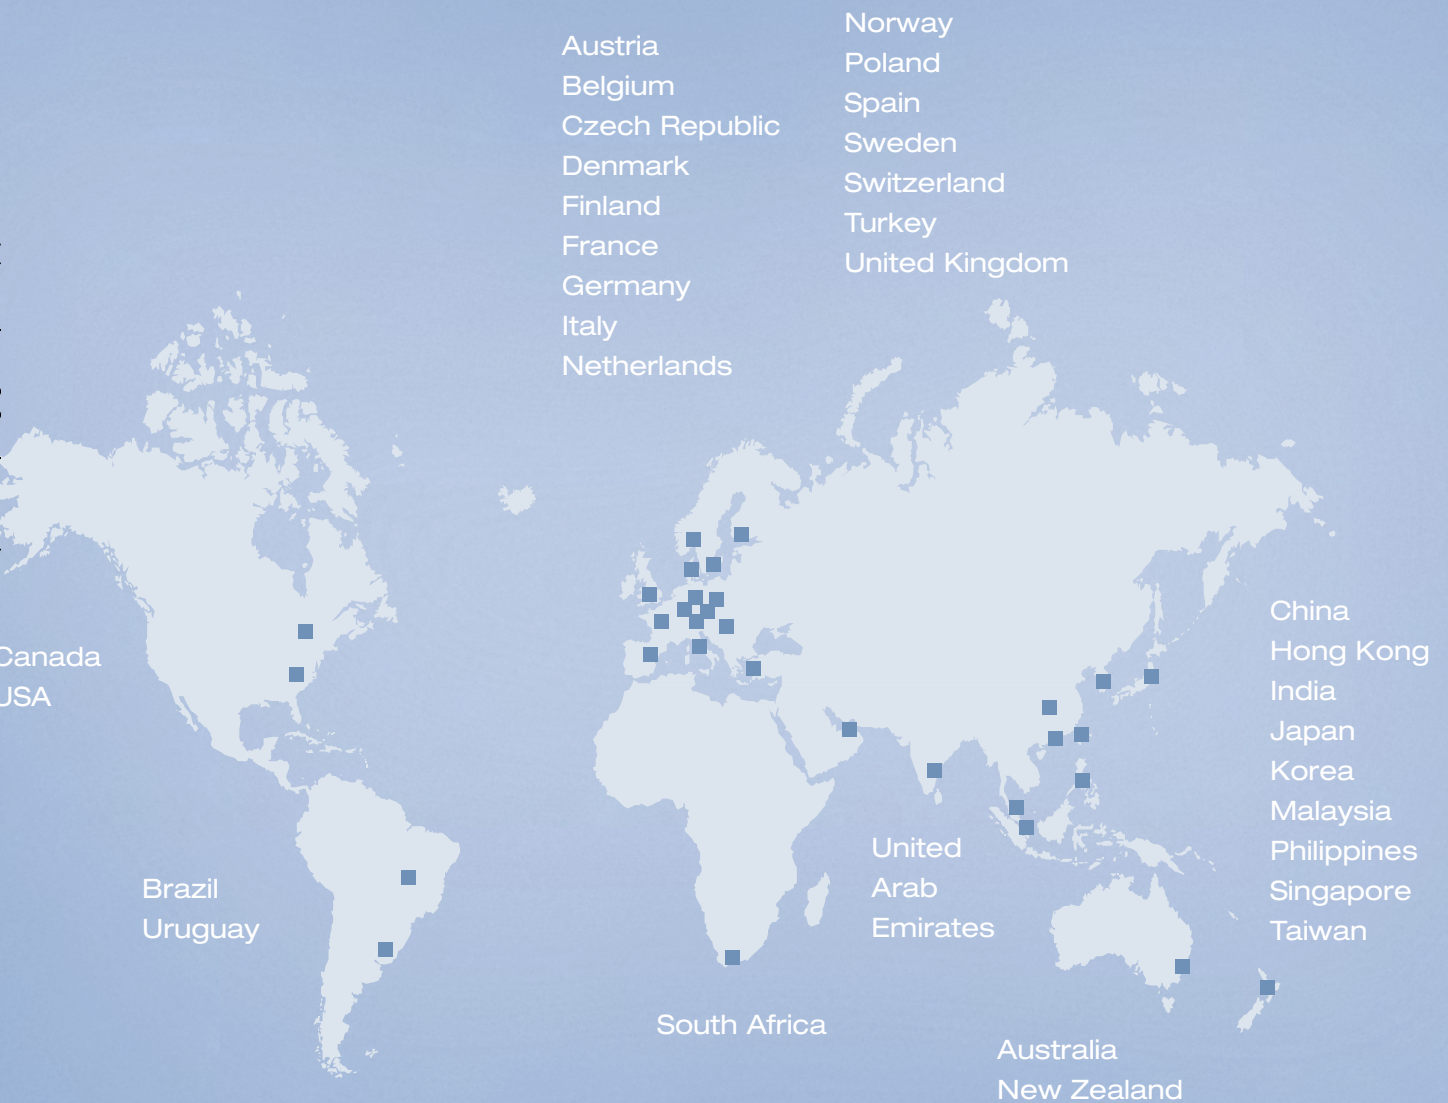 Austria
Belgium
Czech Republic
Denmark
Finland
France
Germany
Italy
Netherlands
Norway
Poland
Spain
Sweden
Switzerland
Turkey
United Kingdom
Canada
USA
Brazil
Uruguay
South Africa
United
Arab
Emirates
China
Hong Kong
India
Japan
Korea
Malaysia
Philippines
Singapore
Taiwan
Australia
New Zealand